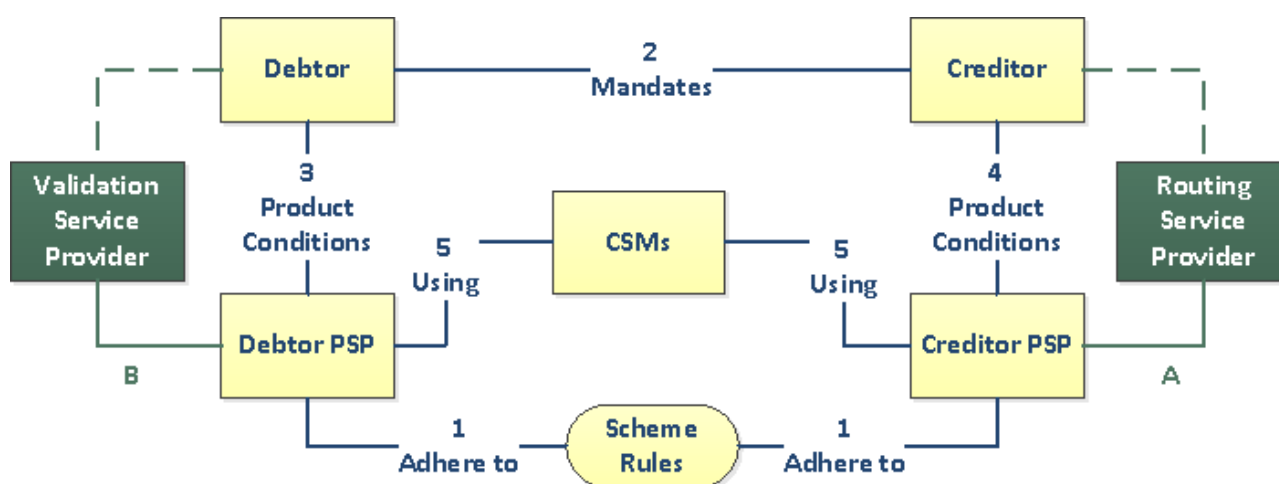 Debtor
2
Mandates
Creditor
Validation
Service
Provider
3
Product
Conditions
4
Product
Conditions
Routing
Service
Provider
5
Using
CSMs
5
Using
Debtor PSP
Creditor PSP
B
A
1
Adhere to
Scheme
Rules
1
Adhere to